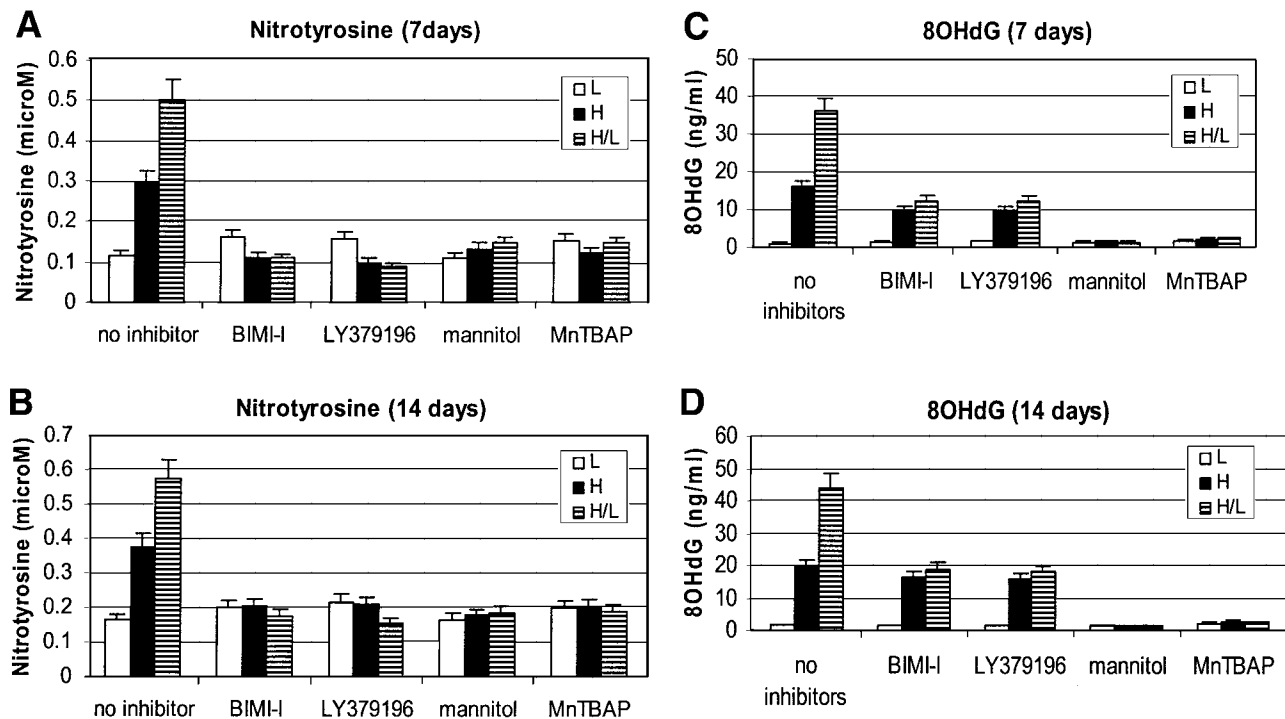 A
Nitrotyrosine (7days)
Nitrotyrosine (microM)
0.6
0.5
0.4
0.3
0.2
0.1
0
L
H
H/L
no inhibitor BIMI-I LY379196 mannitol MnTBAP
B
Nitrotyrosine (14 days)
Nitrotyrosine (microM)
0.7
0.6
0.5
0.4
0.3
0.2
0.1
0
L
H
H/L
no inhibitor BIMI-I LY379196 mannitol MnTBAP
C
8OHdG (7 days)
8OHdG (ng/ml)
50
40
30
20
10
0
L
H
H/L
no BIMI-I LY379196 mannitol MnTBAP
inhibitors
D
8OHdG (14 days)
8OHdG (ng/ml)
60
50
40
30
20
10
0
L
H
H/L
no BIMI-I LY379196 mannitol MnTBAP
inhibitors